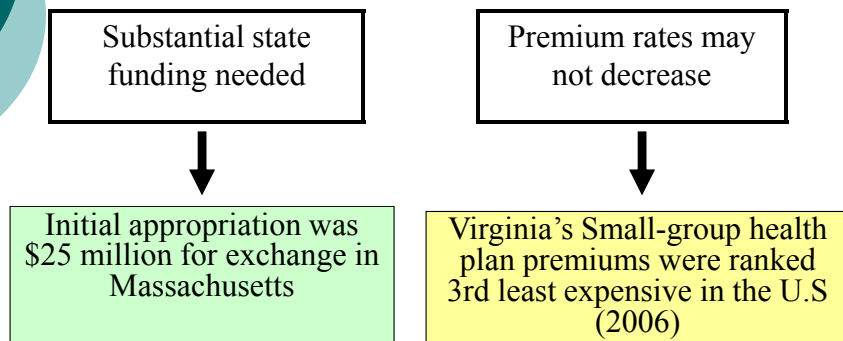 Substantial state
funding needed
Premium rates may
not decrease
Initial appropriation was
$25 million for exchange in
Massachusetts
Virginia’s Small-group health
plan premiums were ranked
3rd least expensive in the U.S
(2006)